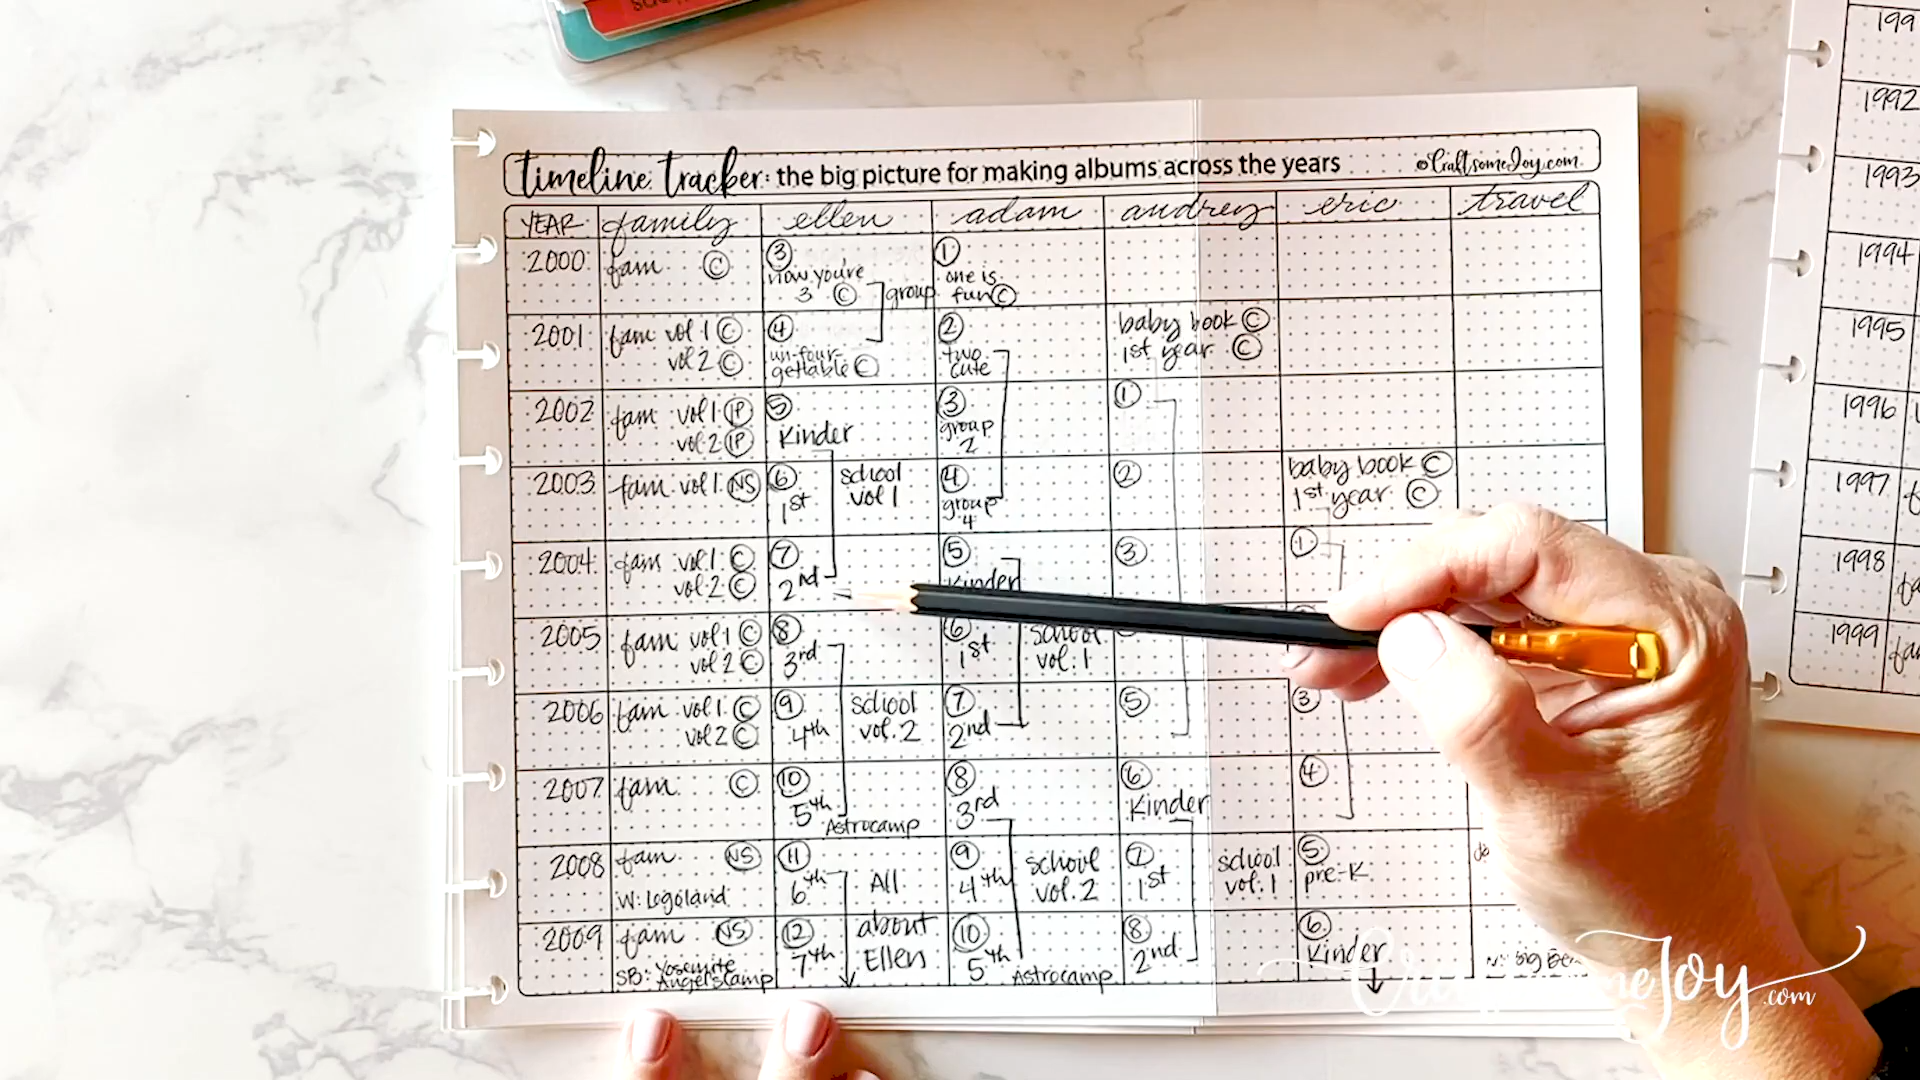 timeline tracker: the big picture for making albums across the years ©CraftsomeJoy.com
YEAR family ellen adam audrey eric travel
2000 fam C 3 now you're 3 C group 1 one is fun C
2001 fam vol 1 C vol 2 C 4 un-four-gettable C 2 two cute baby book C 1st year C
2002 fam vol 1 IP vol 2 IP 5 Kinder 3 group 2 1
2003 fam vol 1 NS 6 1st school vol 1 4 group 4 2 baby book C 1st year C
2004 fam vol 1 C vol 2 C 7 2nd 5 Kinder 3 1
2005 fam vol 1 C vol 2 C 8 3rd 6 1st school vol. 1
2006 fam vol 1 C vol 2 C 9 4th school vol. 2 7 2nd 5 3
2007 fam C 10 5th Astrocamp 8 3rd 6 Kinder 4
2008 fam NS W: Legoland 11 6th All 9 4th school vol. 2 7 1st school vol. 1 5 pre-K
2009 fam NS SB: Yosemite Angels Camp 12 7th about Ellen 10 5th Astrocamp 8 2nd 6 Kinder
199
1992
1993
1994
1995
1996
1997
1998
1999
CraftsomeJoy.com